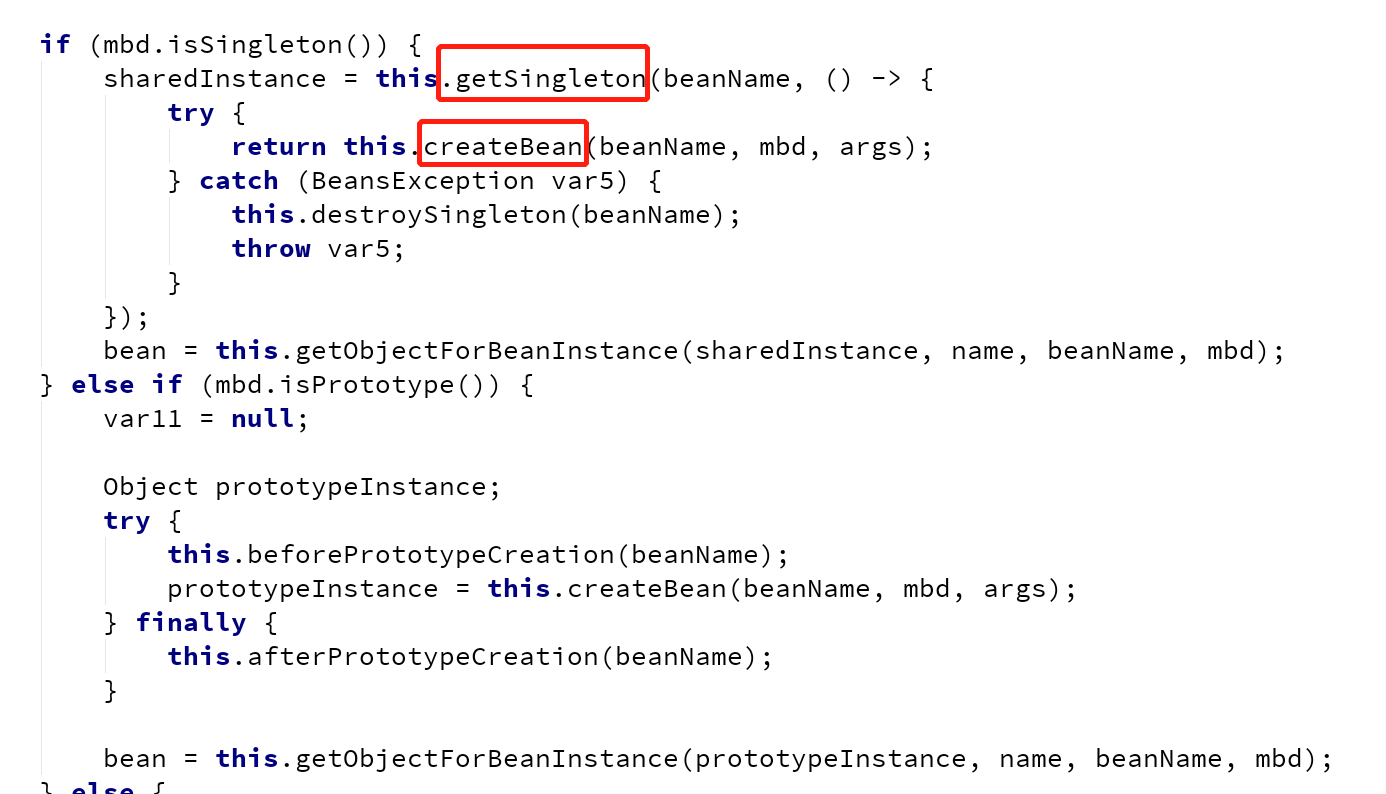 if (mbd.isSingleton()) {
    sharedInstance = this.getSingleton(beanName, () -> {
        try {
            return this.createBean(beanName, mbd, args);
        } catch (BeansException var5) {
            this.destroySingleton(beanName);
            throw var5;
        }
    });
    bean = this.getObjectForBeanInstance(sharedInstance, name, beanName, mbd);
} else if (mbd.isPrototype()) {
    var11 = null;

    Object prototypeInstance;
    try {
        this.beforePrototypeCreation(beanName);
        prototypeInstance = this.createBean(beanName, mbd, args);
    } finally {
        this.afterPrototypeCreation(beanName);
    }

    bean = this.getObjectForBeanInstance(prototypeInstance, name, beanName, mbd);
} else {